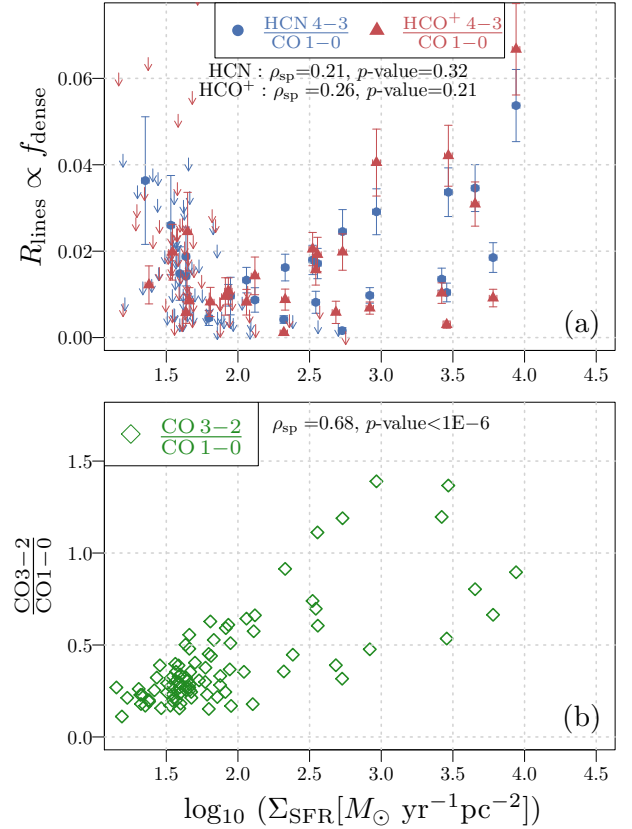 HCN 4−3 / CO 1−0 HCO⁺ 4−3 / CO 1−0
HCN : ρsp=0.21, p-value=0.32
HCO⁺ : ρsp =0.26, p-value=0.21
R_lines ∝ f_dense
0.06
0.04
0.02
0.00
(a)
1.5 2.0 2.5 3.0 3.5 4.0 4.5
CO 3−2 / CO 1−0
ρsp =0.68, p-value<1E−6
CO3−2 / CO1−0
1.5
1.0
0.5
0.0
(b)
1.5 2.0 2.5 3.0 3.5 4.0 4.5
log₁₀ (Σ_SFR[M⊙ yr⁻¹pc⁻²])